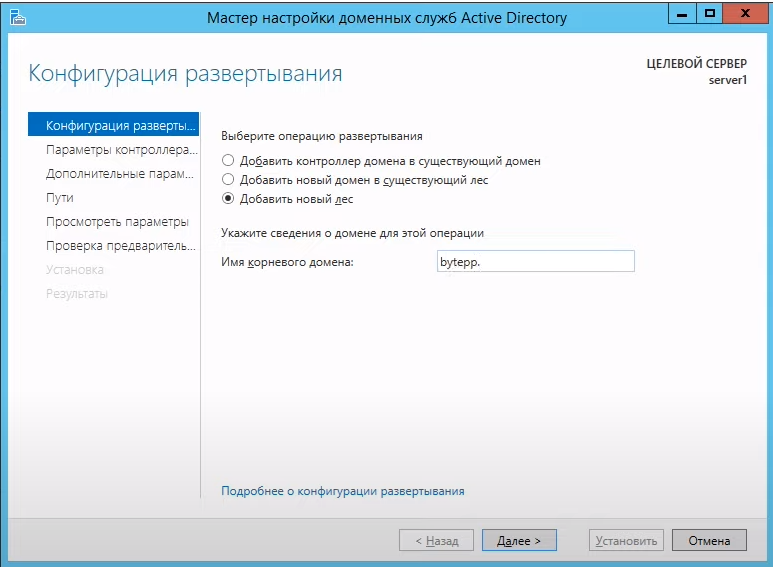 Мастер настройки доменных служб Active Directory
Конфигурация развертывания
ЦЕЛЕВОЙ СЕРВЕР
server1
Конфигурация разверты...
Параметры контроллера...
Дополнительные парам...
Пути
Просмотреть параметры
Проверка предваритель...
Установка
Результаты
Выберите операцию развертывания
Добавить контроллер домена в существующий домен
Добавить новый домен в существующий лес
Добавить новый лес
Укажите сведения о домене для этой операции
Имя корневого домена:
bytepp.
Подробнее о конфигурации развертывания
< Назад
Далее >
Установить
Отмена